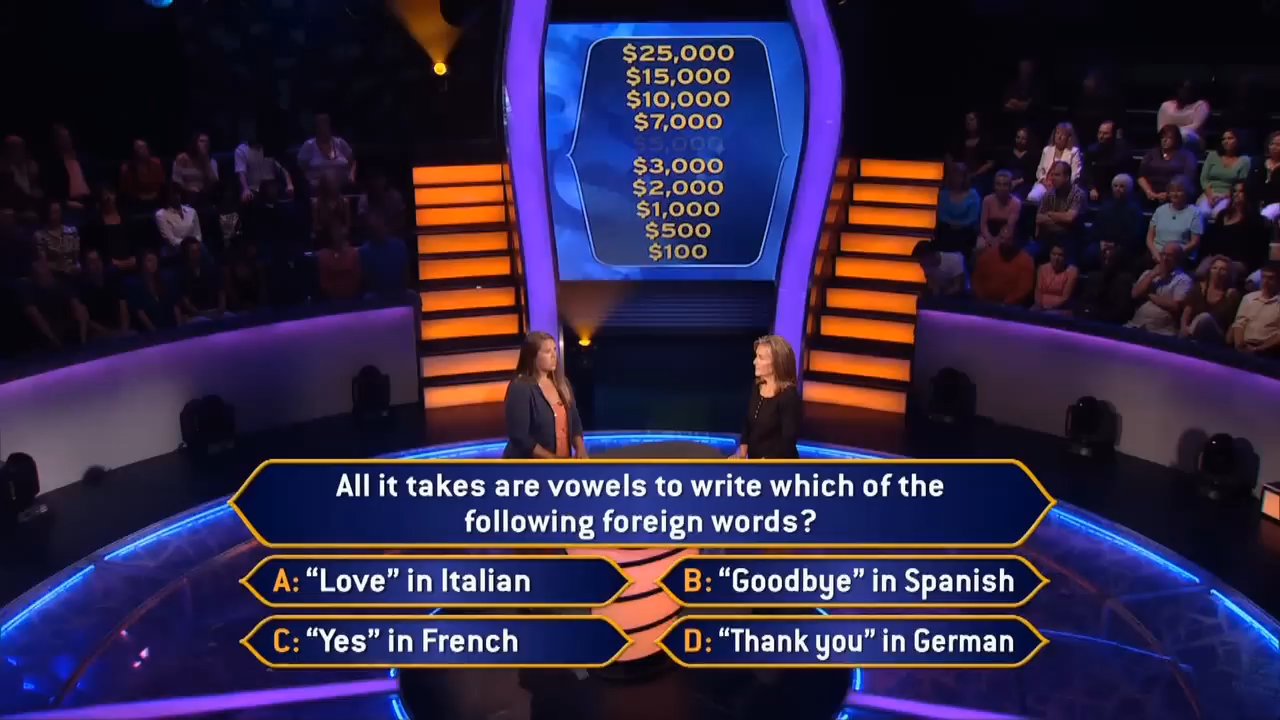 $25,000
$15,000
$10,000
$7,000
$5,000
$3,000
$2,000
$1,000
$500
$100
All it takes are vowels to write which of the
following foreign words?
A: “Love” in Italian
B: “Goodbye” in Spanish
C: “Yes” in French
D: “Thank you” in German